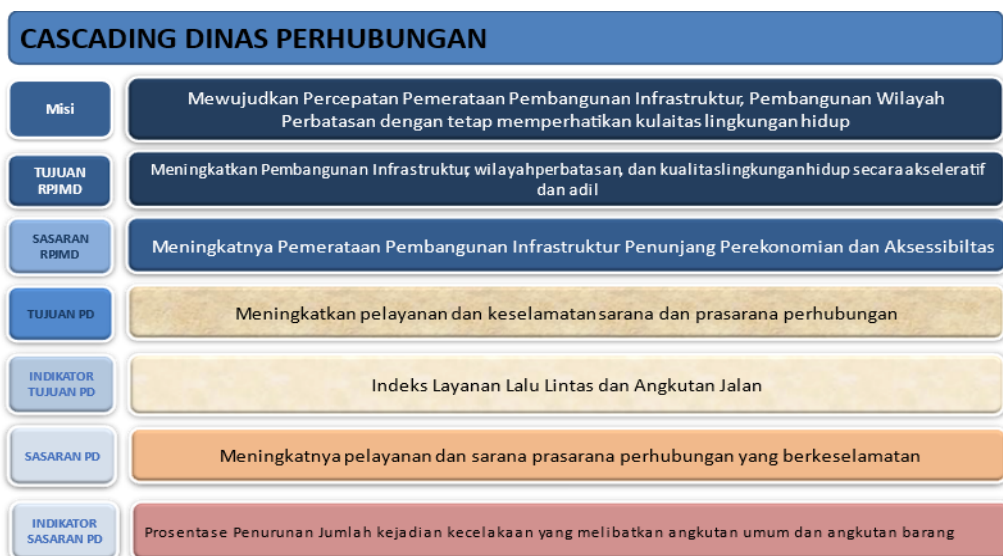 CASCADING DINAS PERHUBUNGAN
Misi
Mewujudkan Percepatan Pemerataan Pembangunan Infrastruktur, Pembangunan Wilayah
Perbatasan dengan tetap memperhatikan kulaitas lingkungan hidup
TUJUAN
RPJMD
Meningkatkan Pembangunan Infrastruktur, wilayahperbatasan, dan kualitaslingkunganhidup secaraakseleratif
dan adil
SASARAN
RPJMD
Meningkatnya Pemerataan Pembangunan Infrastruktur Penunjang Perekonomian dan Aksessibiltas
TUJUAN PD
Meningkatkan pelayanan dan keselamatansarana dan prasarana perhubungan
INDIKATOR
TUJUAN PD
Indeks Layanan Lalu Lintas dan Angkutan Jalan
SASARAN PD
Meningkatnya pelayanan dan sarana prasarana perhubungan yang berkeselamatan
INDIKATOR
SASARAN PD
Prosentase Penurunan Jumlah kejadian kecelakaan yang melibatkan angkutan umum dan angkutan barang